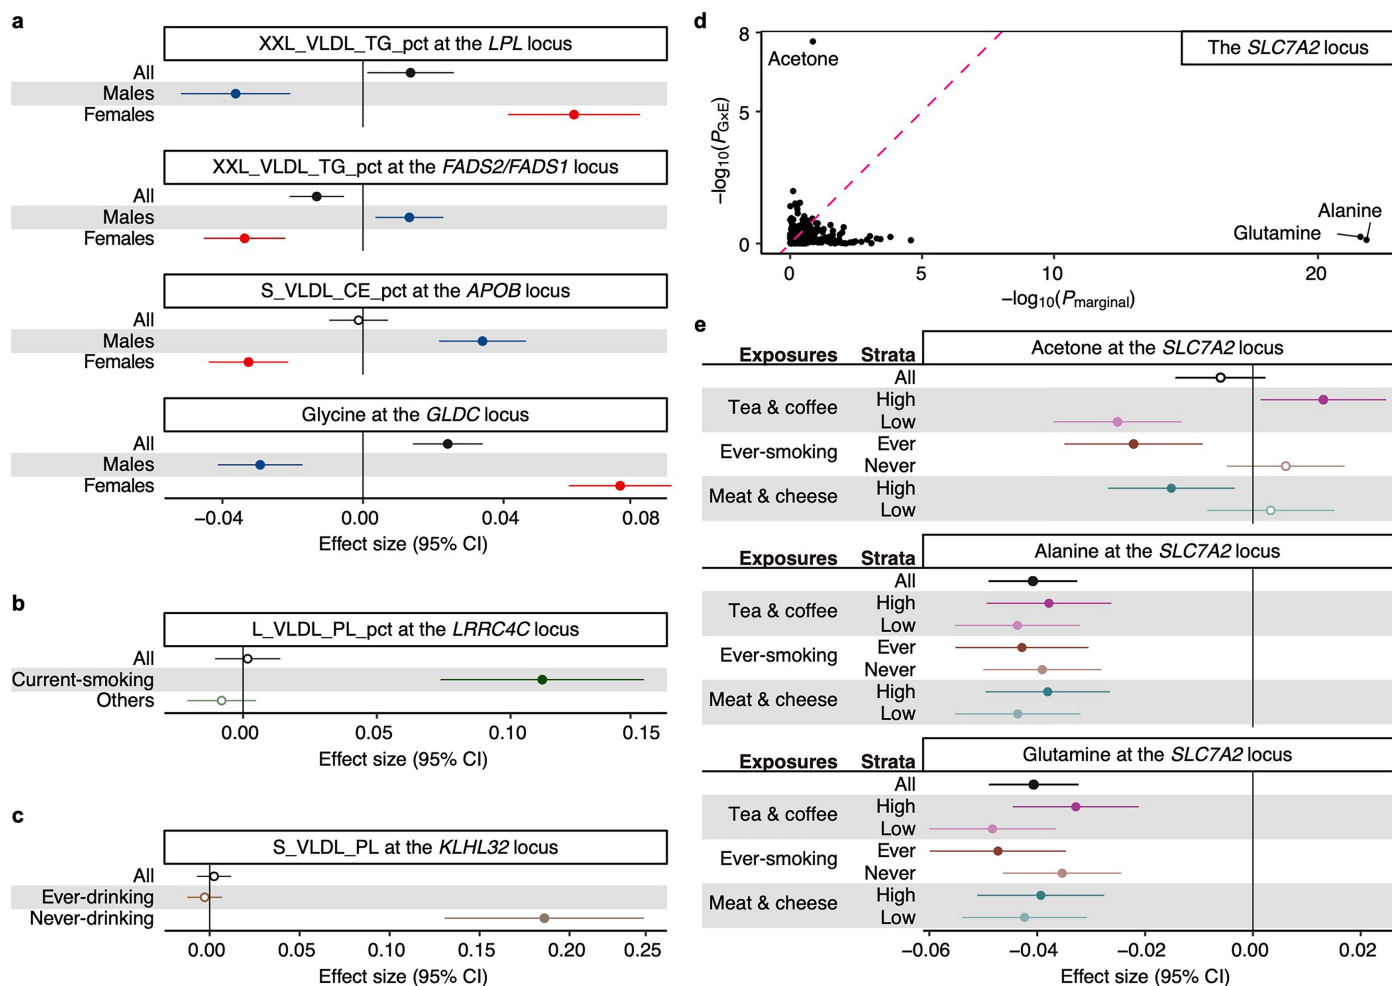 a
XXL_VLDL_TG_pct at the LPL locus
All
Males
Females
XXL_VLDL_TG_pct at the FADS2/FADS1 locus
All
Males
Females
S_VLDL_CE_pct at the APOB locus
All
Males
Females
Glycine at the GLDC locus
All
Males
Females
−0.04 0.00 0.04 0.08
Effect size (95% CI)
b
L_VLDL_PL_pct at the LRRC4C locus
All
Current-smoking
Others
0.00 0.05 0.10 0.15
Effect size (95% CI)
c
S_VLDL_PL at the KLHL32 locus
All
Ever-drinking
Never-drinking
0.00 0.05 0.10 0.15 0.20 0.25
Effect size (95% CI)
d
The SLC7A2 locus
−log10(PG×E)
8
5
0
Acetone
Alanine
Glutamine
0 5 10 20
−log10(Pmarginal)
e
Exposures Strata Acetone at the SLC7A2 locus
All
Tea & coffee High
Low
Ever-smoking Ever
Never
Meat & cheese High
Low
Exposures Strata Alanine at the SLC7A2 locus
All
Tea & coffee High
Low
Ever-smoking Ever
Never
Meat & cheese High
Low
Exposures Strata Glutamine at the SLC7A2 locus
All
Tea & coffee High
Low
Ever-smoking Ever
Never
Meat & cheese High
Low
−0.06 −0.04 −0.02 0.00 0.02
Effect size (95% CI)